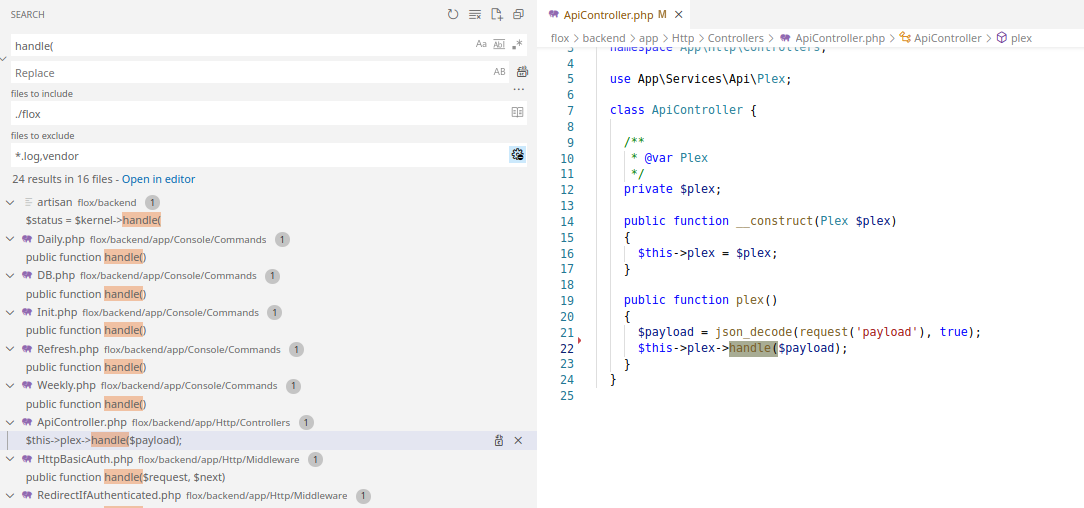 SEARCH
handle(
Aa Abl .*
Replace
AB
files to include
./flox
files to exclude
*.log,vendor
24 results in 16 files - Open in editor
artisan flox/backend 1
$status = $kernel->handle(
Daily.php flox/backend/app/Console/Commands 1
public function handle()
DB.php flox/backend/app/Console/Commands 1
public function handle()
Init.php flox/backend/app/Console/Commands 1
public function handle()
Refresh.php flox/backend/app/Console/Commands 1
public function handle()
Weekly.php flox/backend/app/Console/Commands 1
public function handle()
ApiController.php flox/backend/app/Http/Controllers 1
$this->plex->handle($payload);
HttpBasicAuth.php flox/backend/app/Http/Middleware 1
public function handle($request, $next)
RedirectIfAuthenticated.php flox/backend/app/Http/Middleware 1
ApiController.php M
flox > backend > app > Http > Controllers > ApiController.php > ApiController > plex
3 namespace App\Http\Controllers;
4
5 use App\Services\Api\Plex;
6
7 class ApiController {
8
9 /**
10 * @var Plex
11 */
12 private $plex;
13
14 public function __construct(Plex $plex)
15 {
16 $this->plex = $plex;
17 }
18
19 public function plex()
20 {
21 $payload = json_decode(request('payload'), true);
22 $this->plex->handle($payload);
23 }
24 }
25